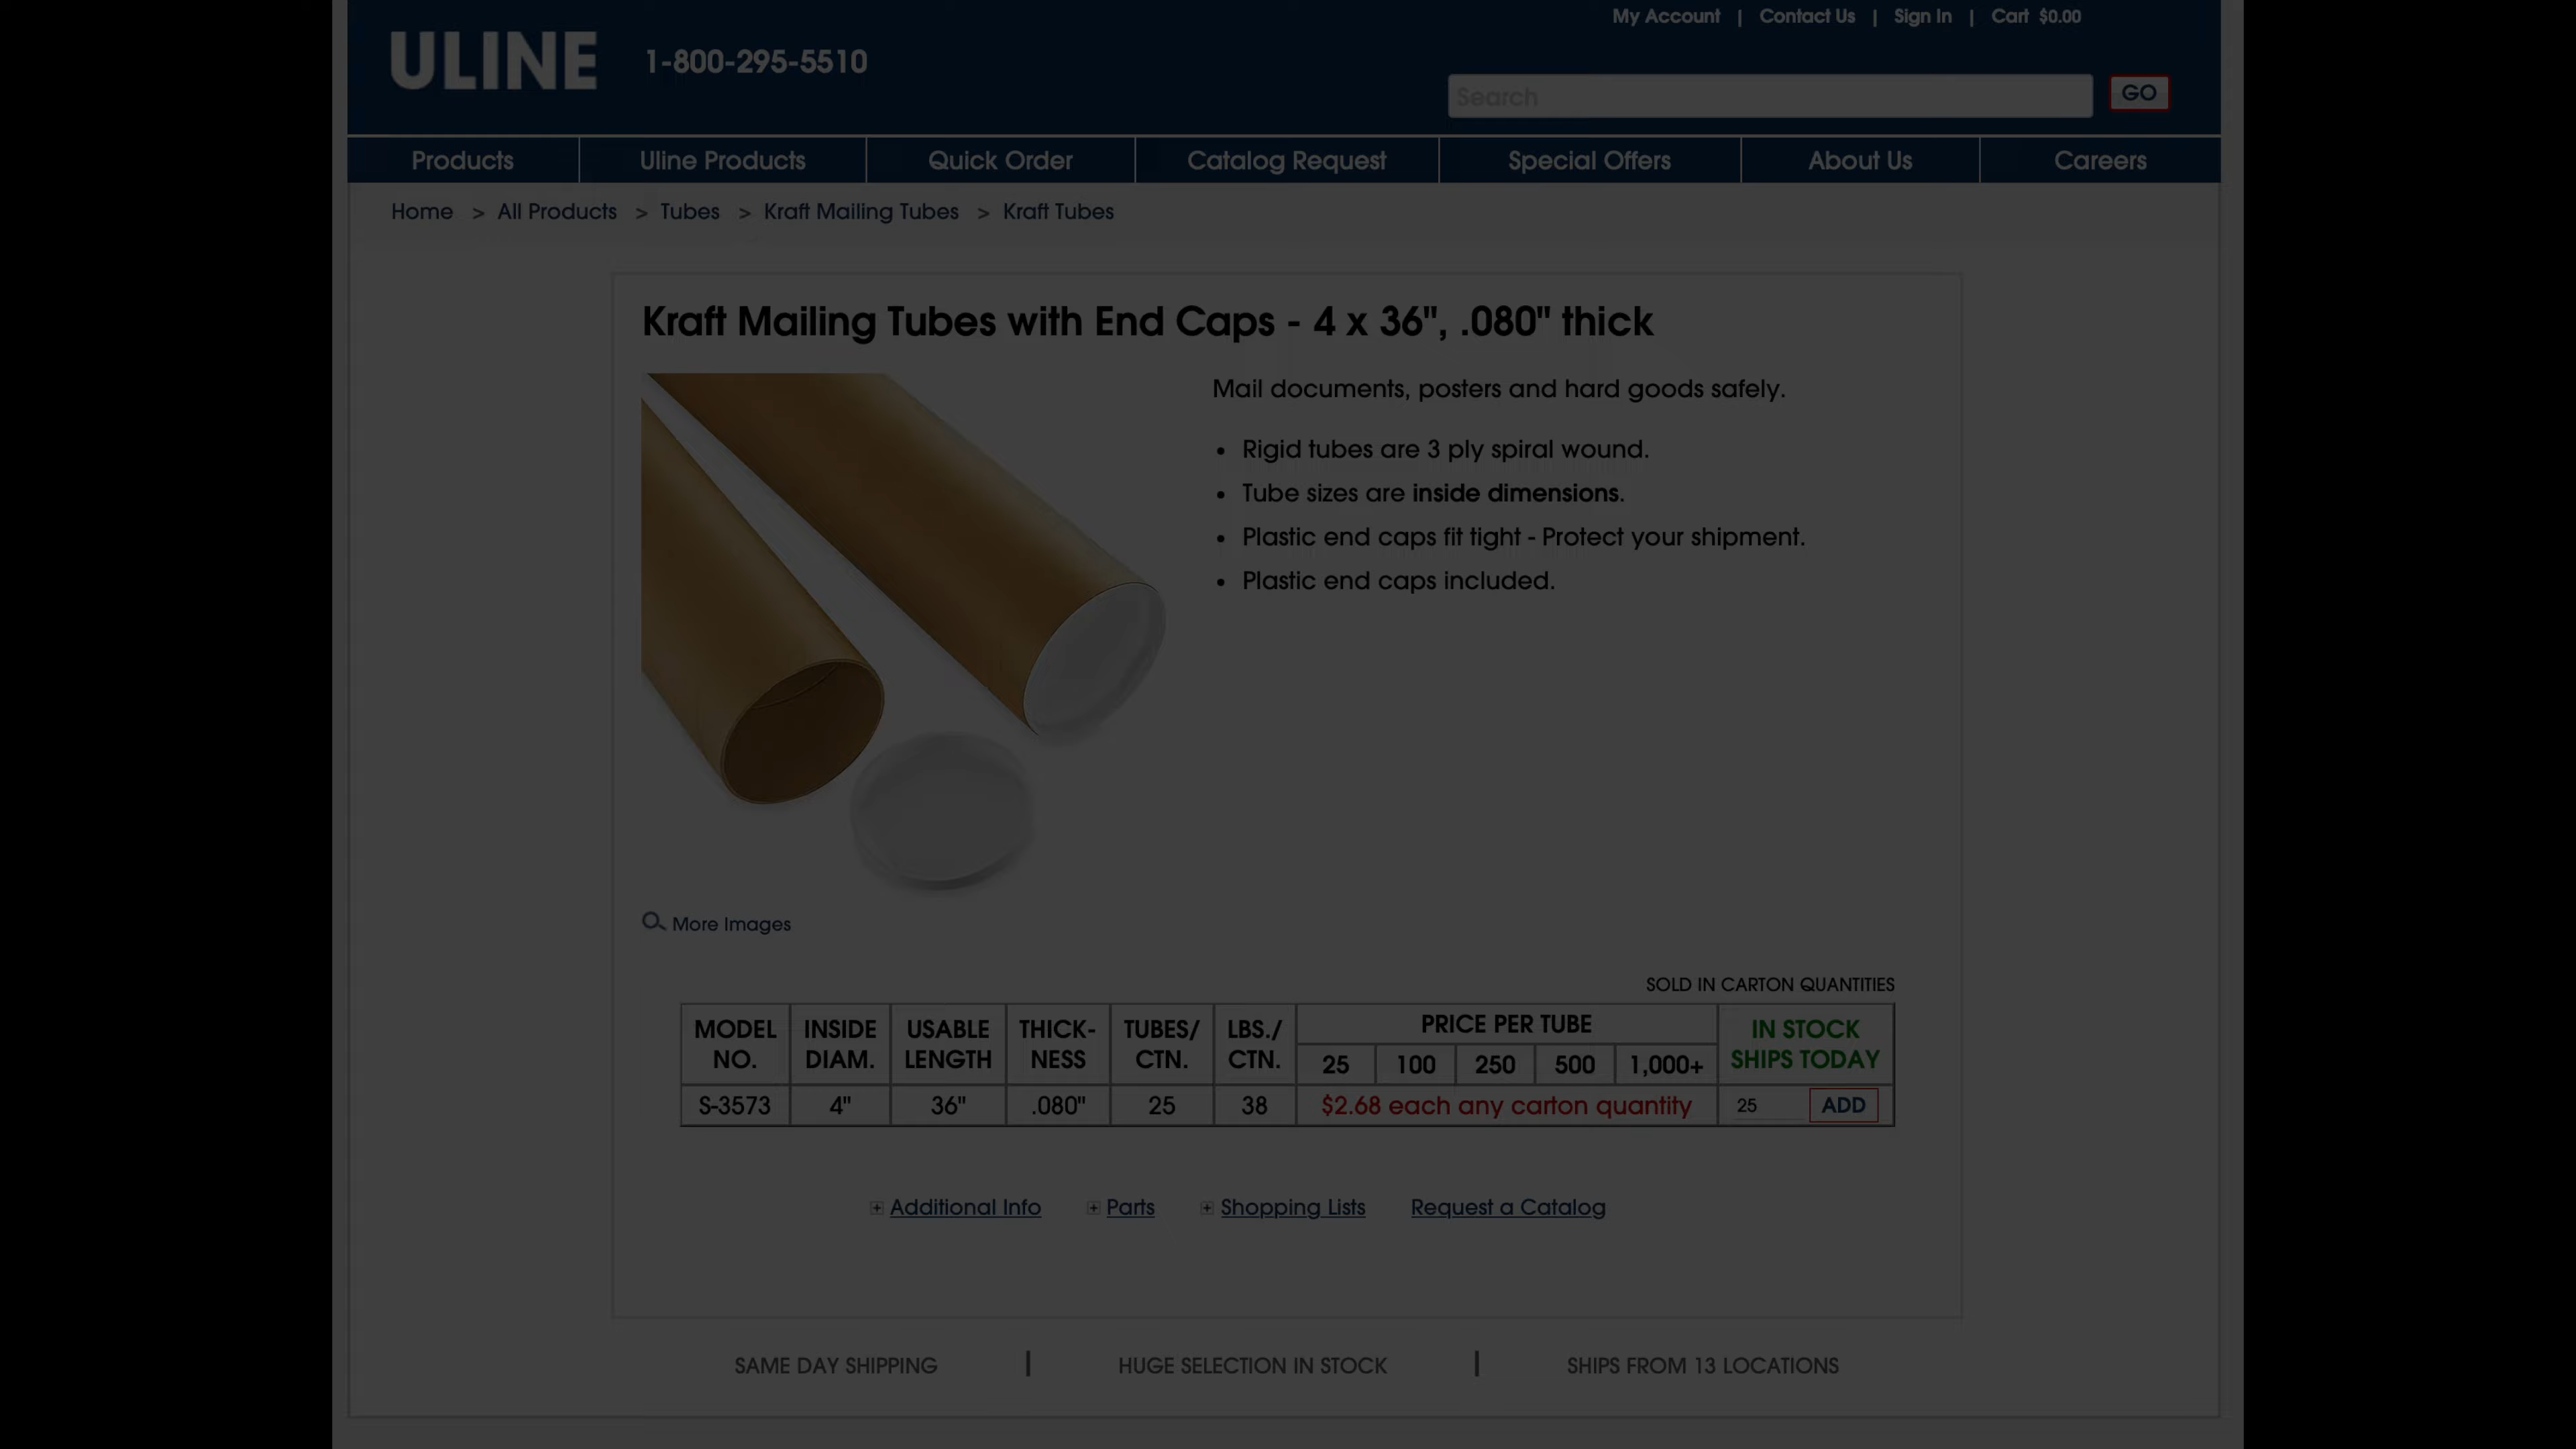 My Account | Contact Us | Sign In | Cart $0.00
ULINE 1-800-295-5510
Search GO
Products Uline Products Quick Order Catalog Request Special Offers About Us Careers
Home > All Products > Tubes > Kraft Mailing Tubes > Kraft Tubes
Kraft Mailing Tubes with End Caps - 4 x 36", .080" thick
Mail documents, posters and hard goods safely.
• Rigid tubes are 3 ply spiral wound.
• Tube sizes are inside dimensions.
• Plastic end caps fit tight - Protect your shipment.
• Plastic end caps included.
More Images
SOLD IN CARTON QUANTITIES
MODEL NO. INSIDE DIAM. USABLE LENGTH THICK-NESS TUBES/CTN. LBS./CTN. PRICE PER TUBE IN STOCK SHIPS TODAY
25 100 250 500 1,000+
S-3573 4" 36" .080" 25 38 $2.68 each any carton quantity 25 ADD
Additional Info Parts Shopping Lists Request a Catalog
SAME DAY SHIPPING | HUGE SELECTION IN STOCK | SHIPS FROM 13 LOCATIONS